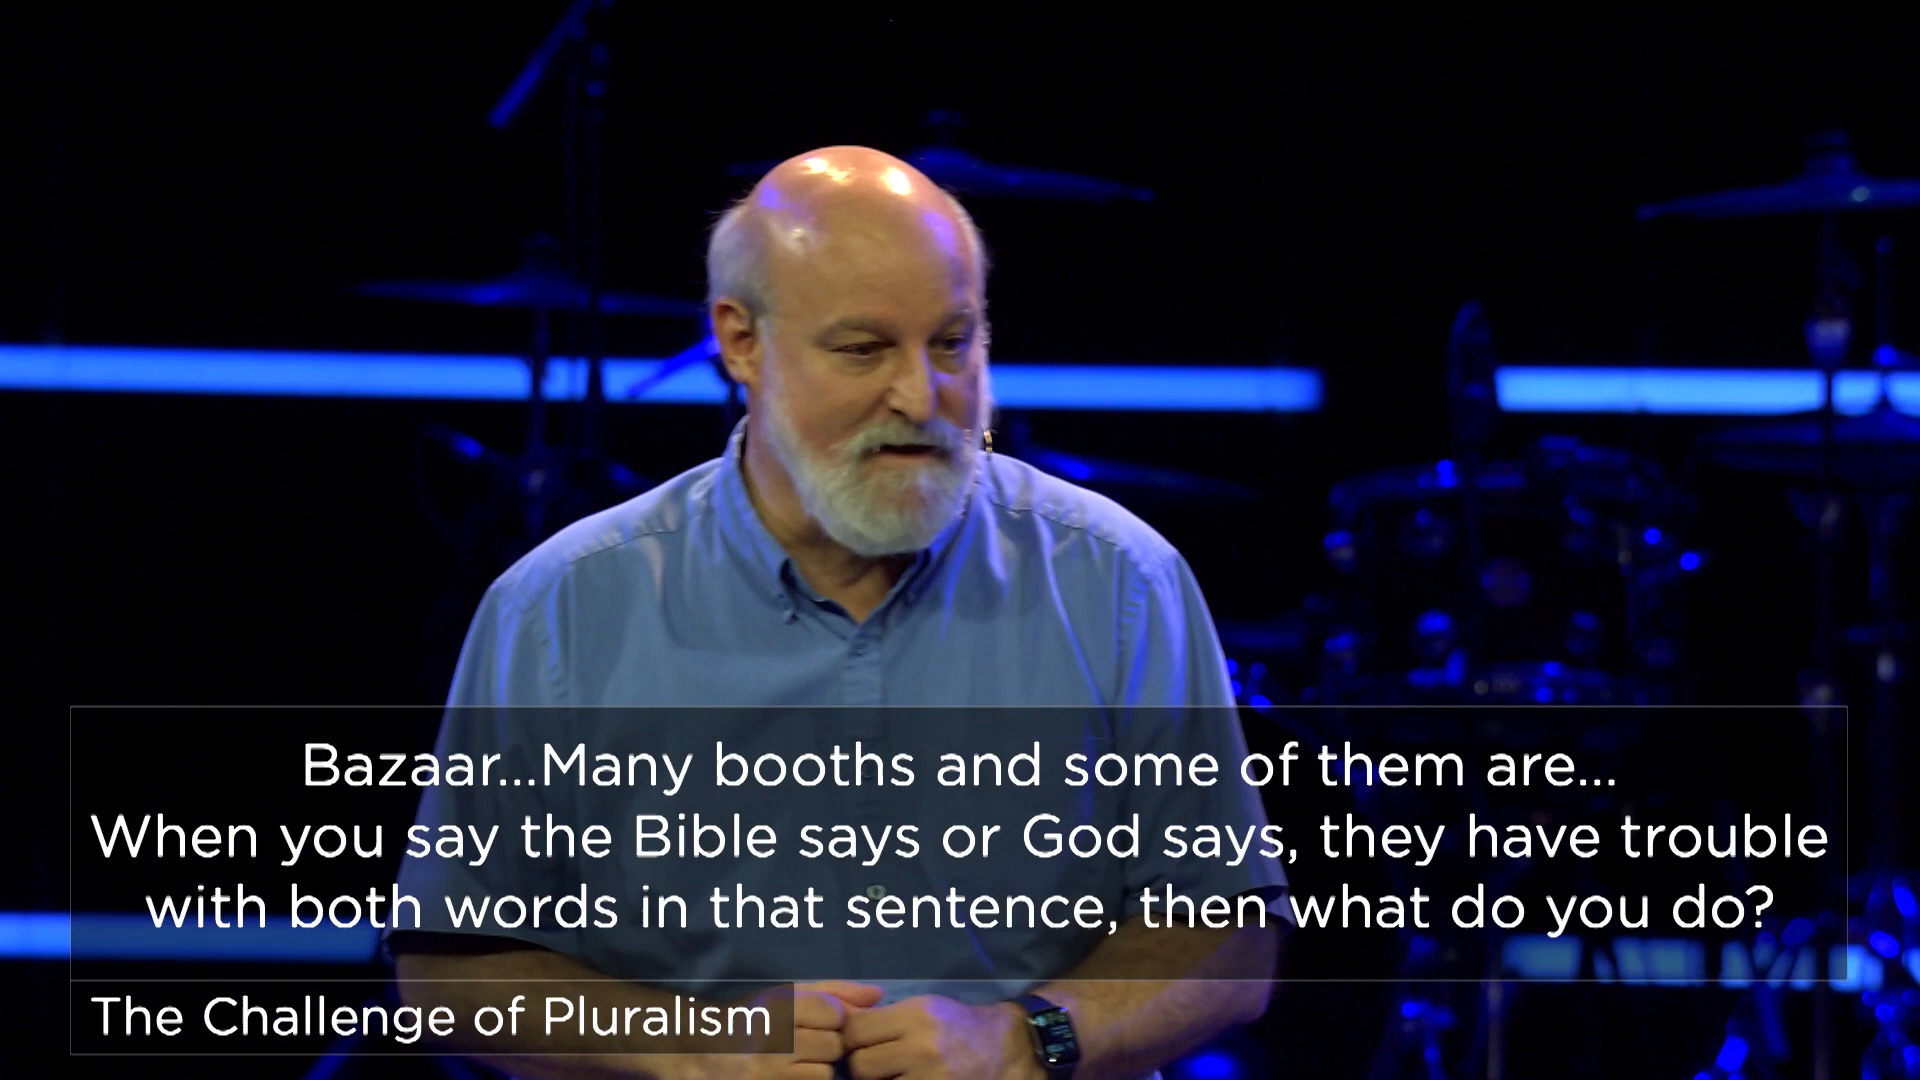 Bazaar...Many booths and some of them are...
When you say the Bible says or God says, they have trouble
with both words in that sentence, then what do you do?
The Challenge of Pluralism